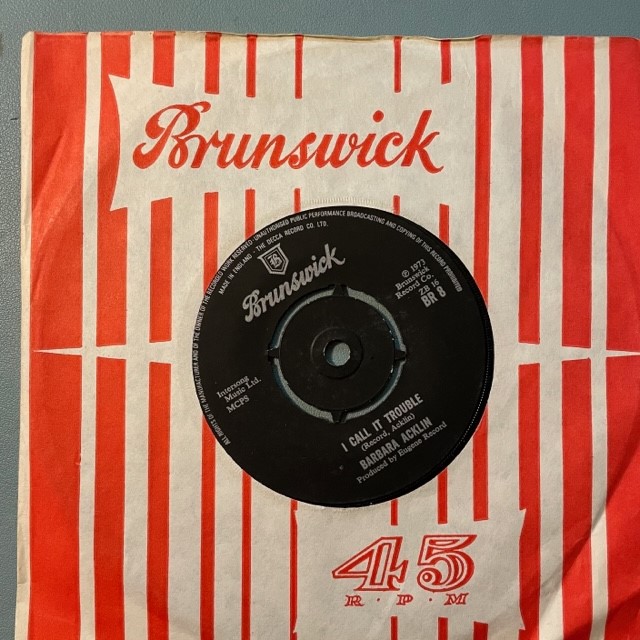 Brunswick
ALL RIGHTS OF THE MANUFACTURER AND OF THE OWNER OF THE RECORDED WORK RESERVED · UNAUTHORISED PUBLIC PERFORMANCE BROADCASTING AND COPYING OF THIS RECORD PROHIBITED
MADE IN ENGLAND · THE DECCA RECORD CO. LTD.
B
Brunswick
℗ 1973
Brunswick
Record Co.
ZB 16
BR 8
Intersong
Music Ltd.
MCPS
I CALL IT TROUBLE
(Record, Acklin)
BARBARA ACKLIN
Produced by Eugene Record
45
R·P·M